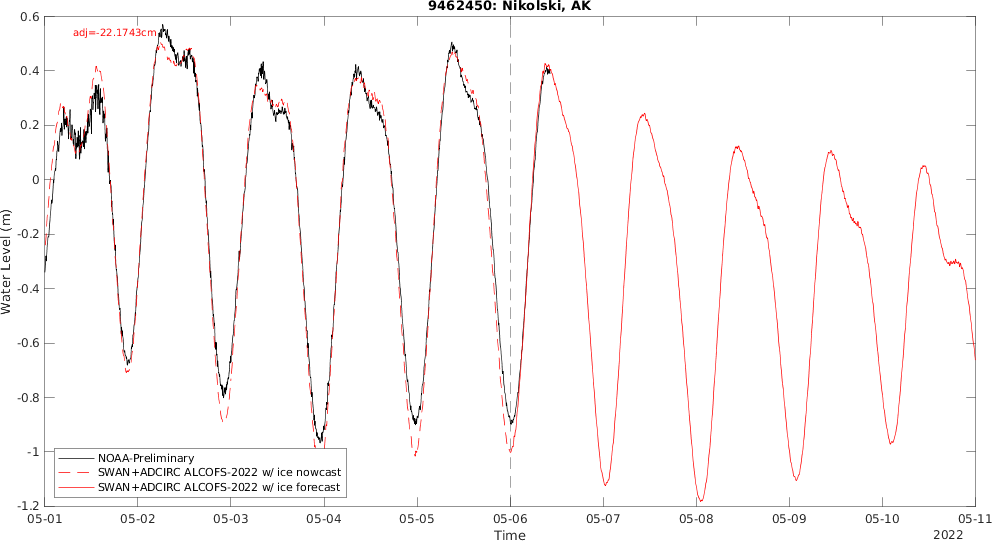 9462450: Nikolski, AK
adj=-22.1743cm
0.6
0.4
0.2
0
-0.2
-0.4
-0.6
-0.8
-1
-1.2
Water Level (m)
NOAA-Preliminary
SWAN+ADCIRC ALCOFS-2022 w/ ice nowcast
SWAN+ADCIRC ALCOFS-2022 w/ ice forecast
05-01 05-02 05-03 05-04 05-05 05-06 05-07 05-08 05-09 05-10 05-11
Time
2022